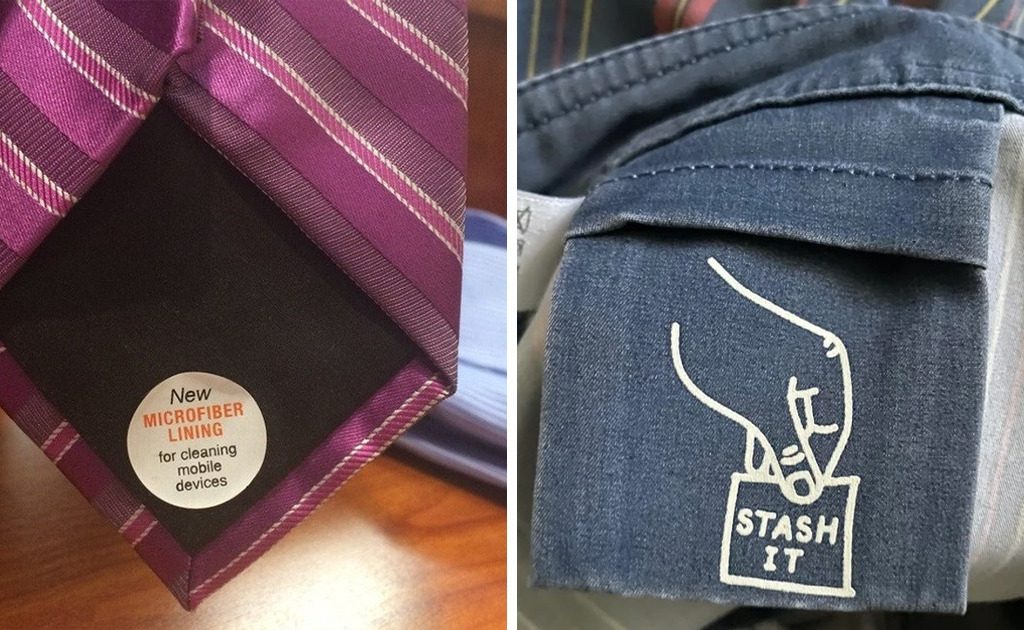 New
MICROFIBER
LINING
for cleaning
mobile
devices
STASH
IT